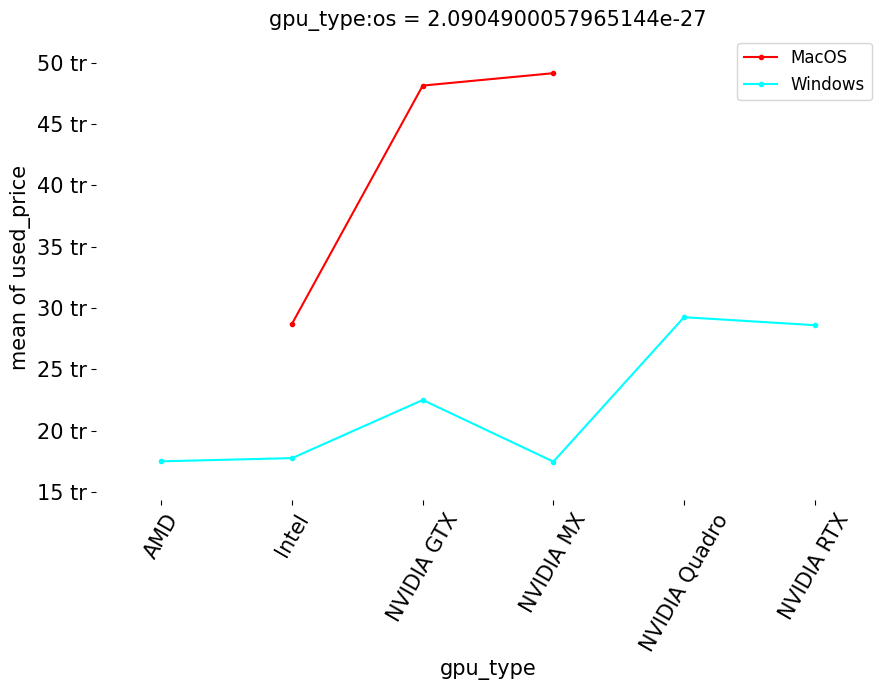 gpu_type:os = 2.0904900057965144e-27
MacOS
Windows
mean of used_price
50 tr
45 tr
40 tr
35 tr
30 tr
25 tr
20 tr
15 tr
AMD
Intel
NVIDIA GTX
NVIDIA MX
NVIDIA Quadro
NVIDIA RTX
gpu_type